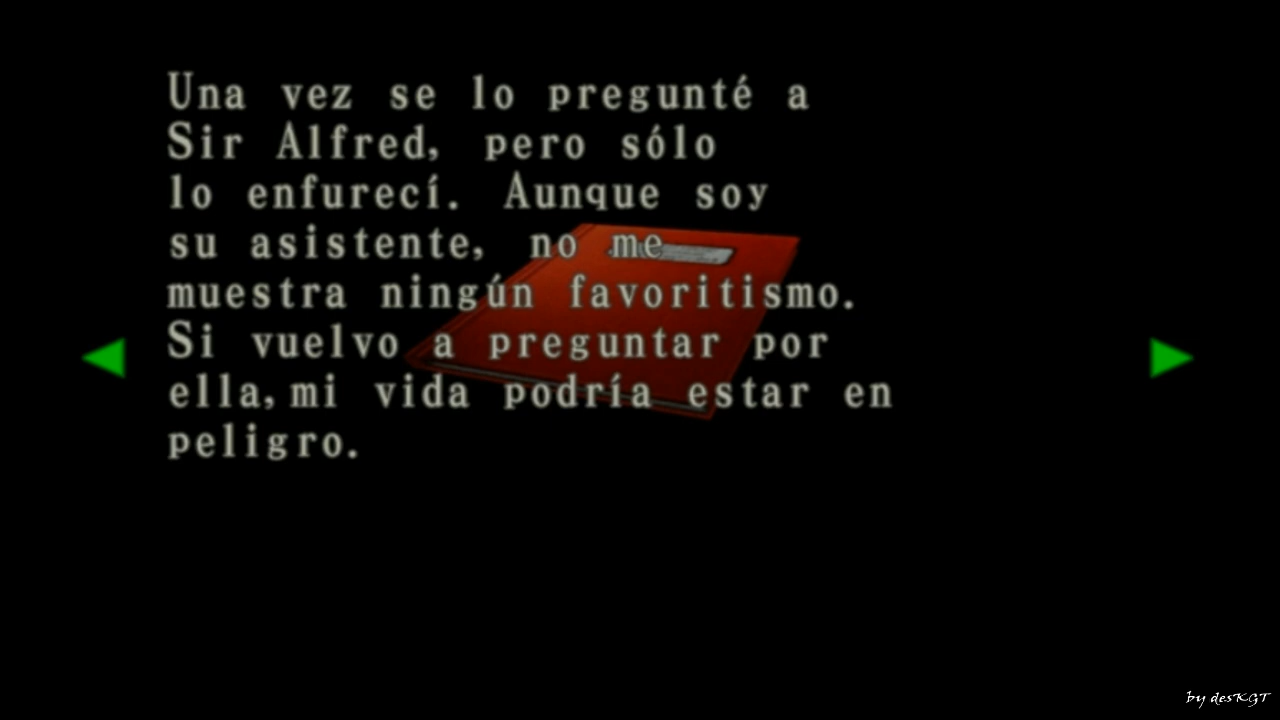 Una vez se lo pregunté a
Sir Alfred, pero sólo
lo enfurecí. Aunque soy
su asistente, no me
muestra ningún favoritismo.
Si vuelvo a preguntar por
ella,mi vida podría estar en
peligro.
by desKGT